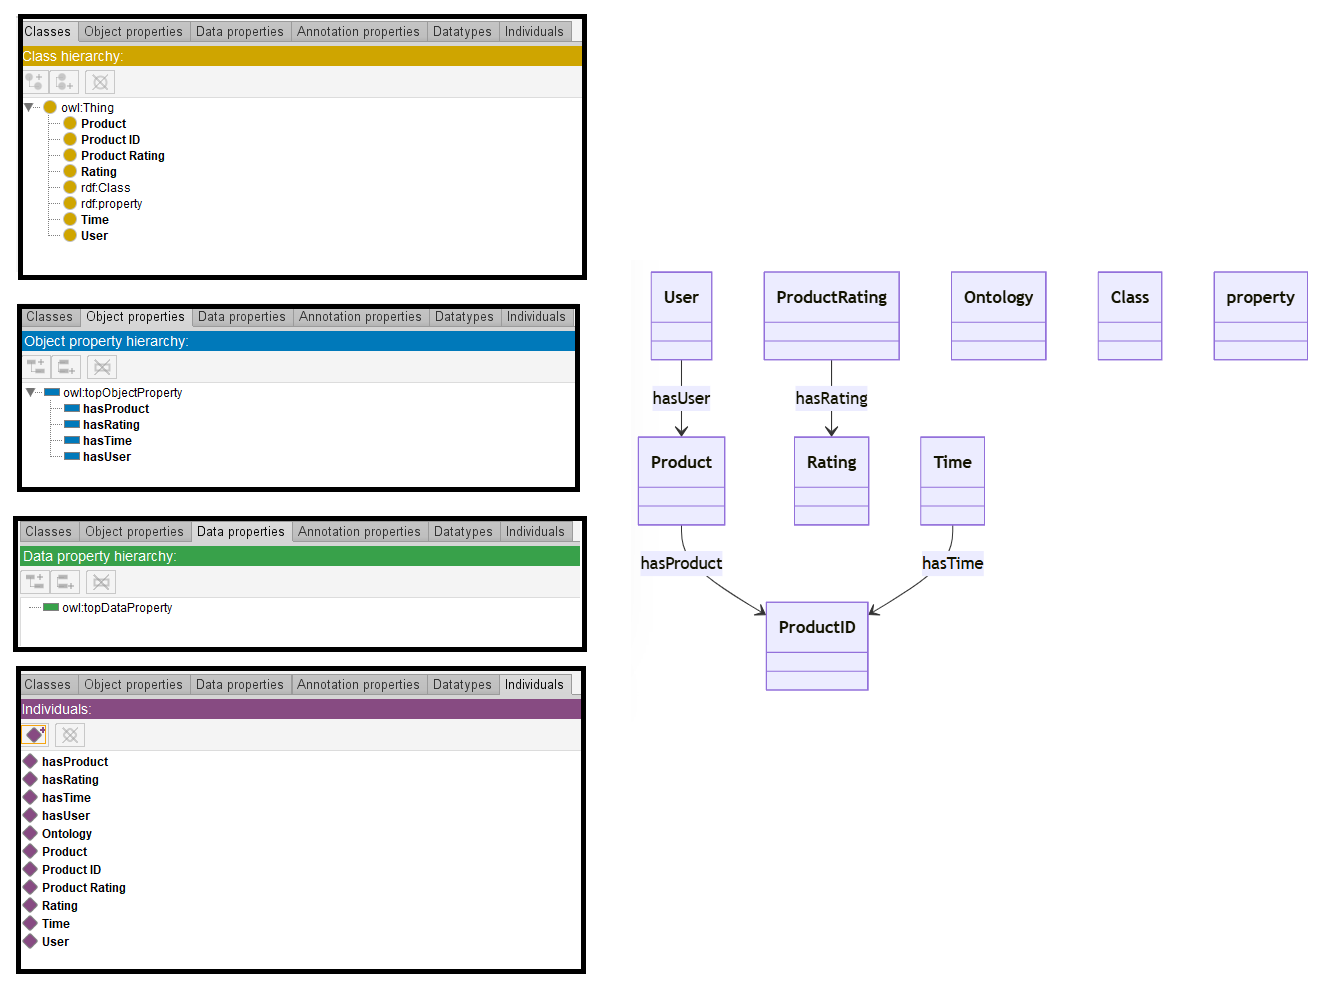 Classes Object properties Data properties Annotation properties Datatypes Individuals
Class hierarchy:
owl:Thing
Product
Product ID
Product Rating
Rating
rdf:Class
rdf:property
Time
User
Classes Object properties Data properties Annotation properties Datatypes Individuals
Object property hierarchy:
owl:topObjectProperty
hasProduct
hasRating
hasTime
hasUser
Classes Object properties Data properties Annotation properties Datatypes Individuals
Data property hierarchy:
owl:topDataProperty
Classes Object properties Data properties Annotation properties Datatypes Individuals
Individuals:
hasProduct
hasRating
hasTime
hasUser
Ontology
Product
Product ID
Product Rating
Rating
Time
User
User ProductRating Ontology Class property
hasUser hasRating
Product Rating Time
hasProduct hasTime
ProductID